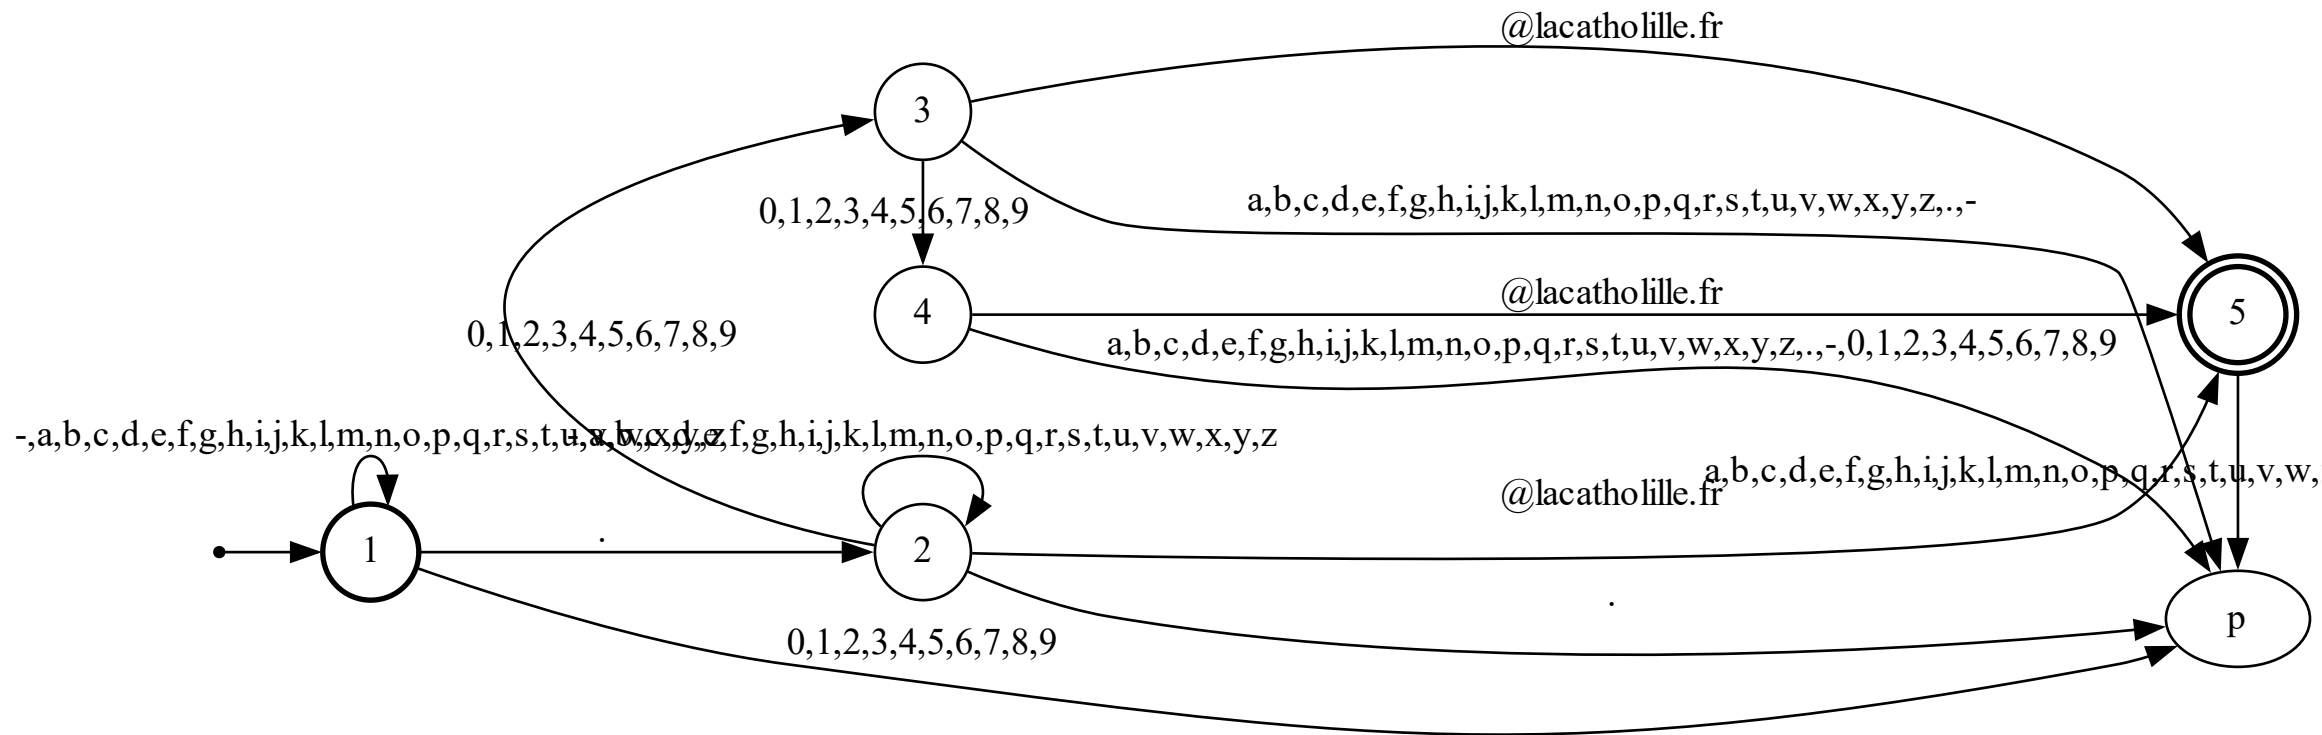 @lacatholille.fr
3
a,b,c,d,e,f,g,h,i,j,k,l,m,n,o,p,q,r,s,t,u,v,w,x,y,z,.,-
0,1,2,3,4,5,6,7,8,9
@lacatholille.fr
4
5
0,1,2,3,4,5,6,7,8,9
a,b,c,d,e,f,g,h,i,j,k,l,m,n,o,p,q,r,s,t,u,v,w,x,y,z,.,-,0,1,2,3,4,5,6,7,8,9
-,a,b,c,d,e,f,g,h,i,j,k,l,m,n,o,p,q,r,s,t,u,v,w,x,y,z
-,a,b,c,d,e,f,g,h,i,j,k,l,m,n,o,p,q,r,s,t,u,v,w,x,y,z
a,b,c,d,e,f,g,h,i,j,k,l,m,n,o,p,q,r,s,t,u,v,w,
@lacatholille.fr
.
1
2
.
p
0,1,2,3,4,5,6,7,8,9